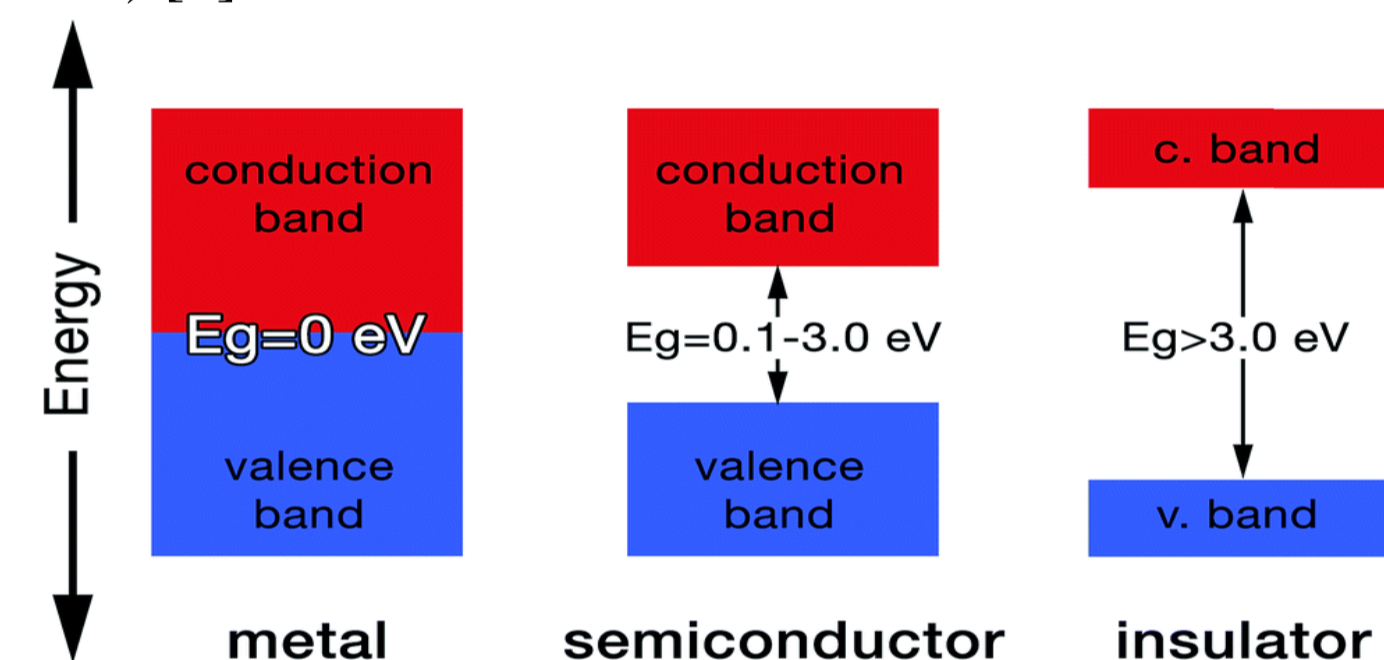 Energy
conduction
band
Eg=0 eV
valence
band
metal
conduction
band
Eg=0.1-3.0 eV
valence
band
semiconductor
c. band
Eg>3.0 eV
v. band
insulator